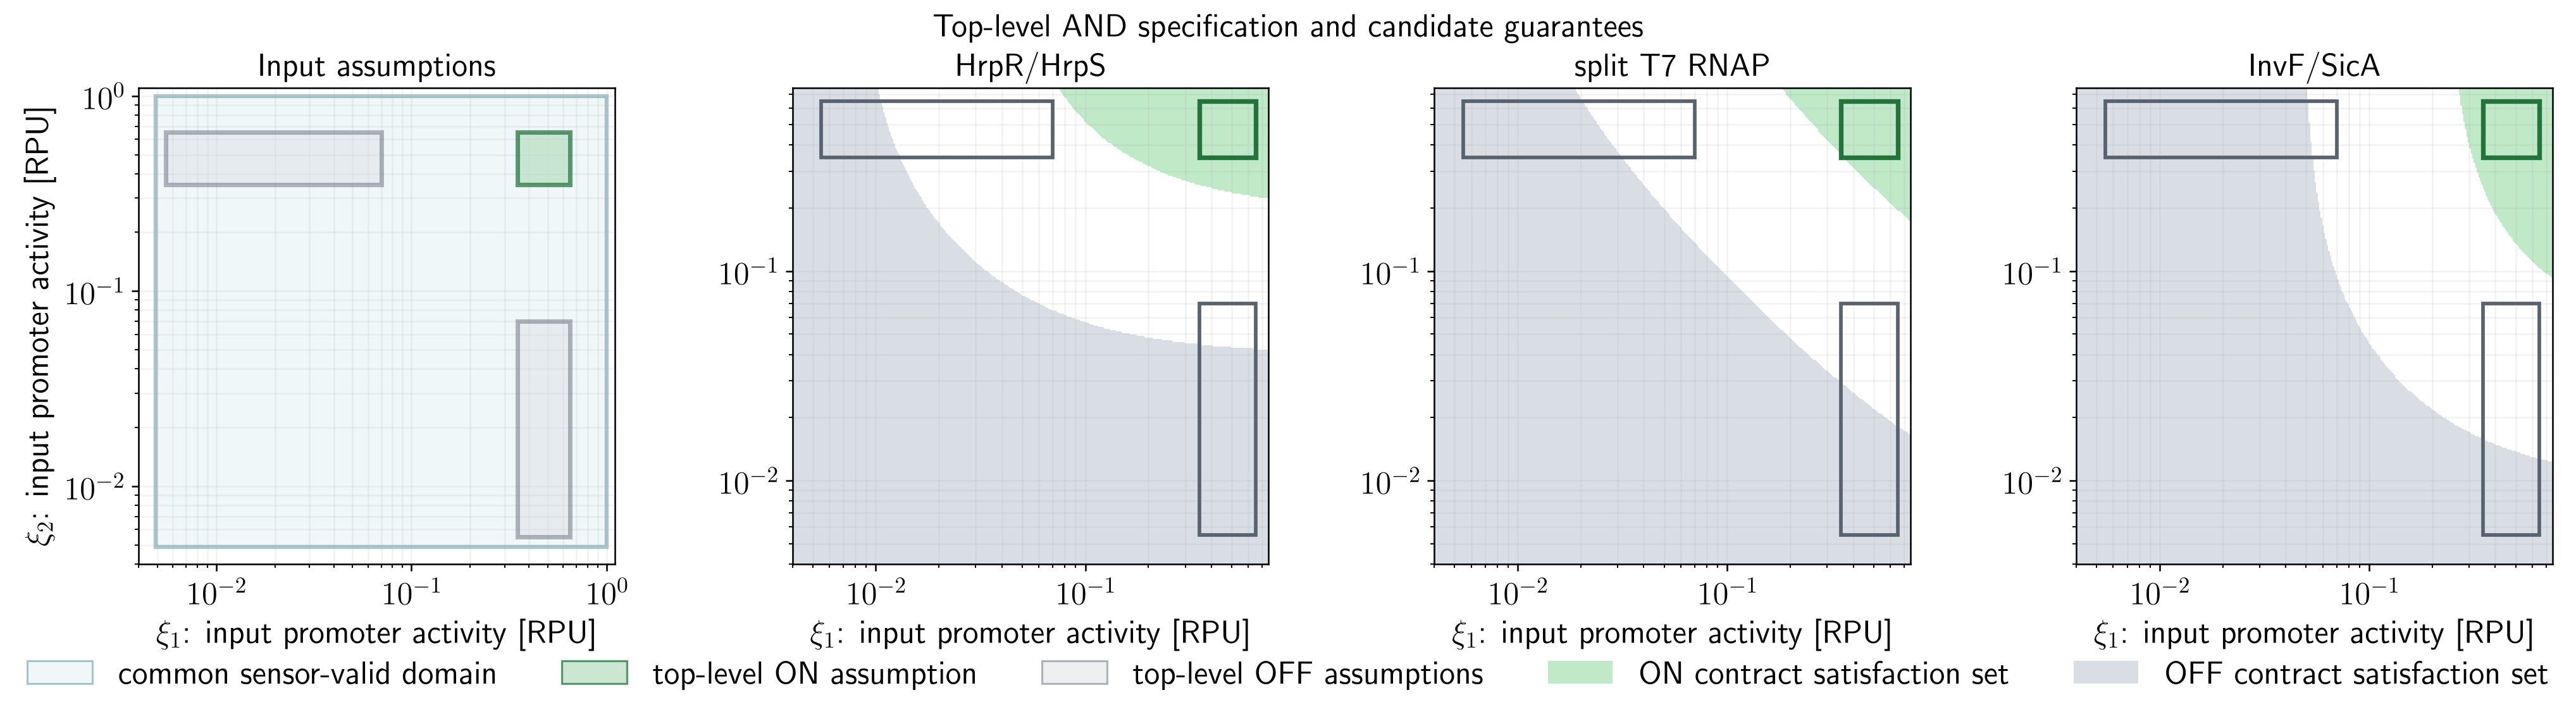 Top-level AND specification and candidate guarantees
Input assumptions
HrpR/HrpS
split T7 RNAP
InvF/SicA
ξ₂: input promoter activity [RPU]
10⁰
10⁻¹
10⁻²
10⁻²
10⁻¹
10⁰
ξ₁: input promoter activity [RPU]
10⁻¹
10⁻²
10⁻²
10⁻¹
ξ₁: input promoter activity [RPU]
10⁻¹
10⁻²
10⁻²
10⁻¹
ξ₁: input promoter activity [RPU]
10⁻¹
10⁻²
10⁻²
10⁻¹
ξ₁: input promoter activity [RPU]
common sensor-valid domain
top-level ON assumption
top-level OFF assumptions
ON contract satisfaction set
OFF contract satisfaction set